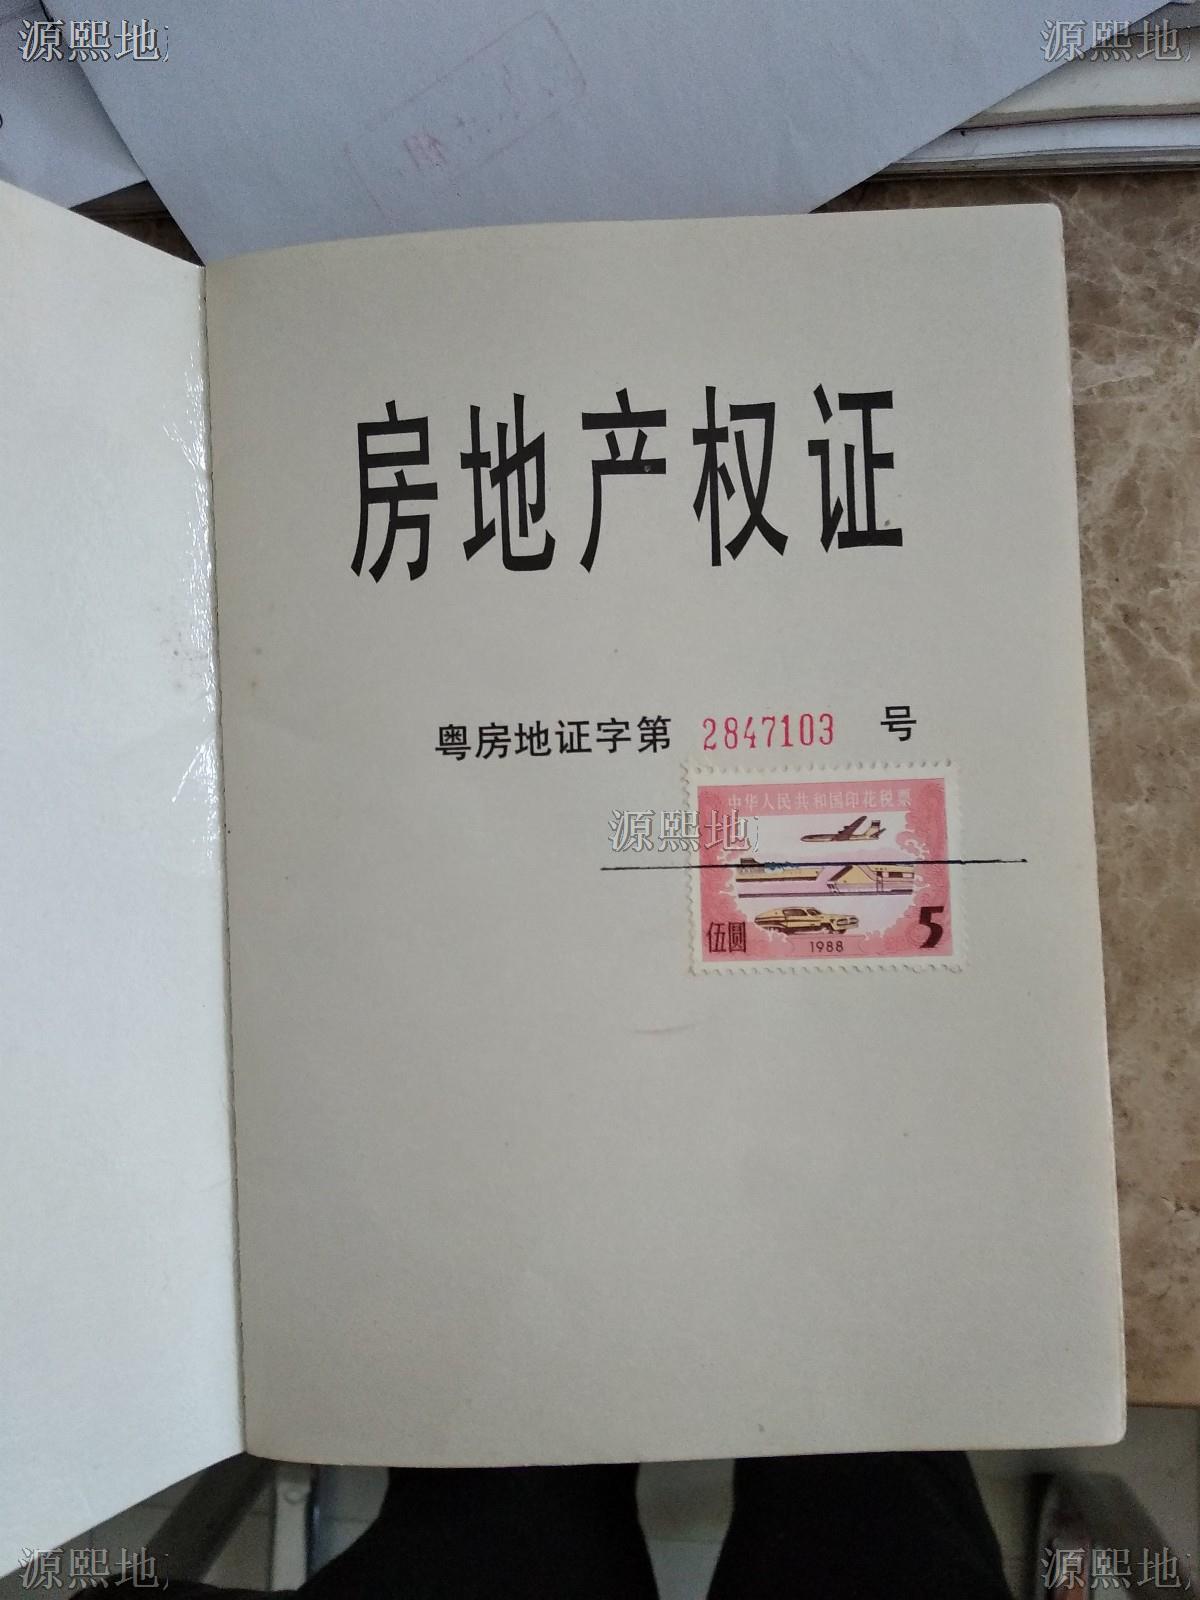 源熙地
源熙地
房地产权证
粤房地证字第 2847103 号
中华人民共和国印花税票
源熙地
伍圆 1988 5
源熙地
源熙地